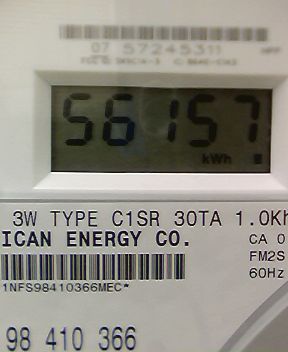 07 57245311
56157
kWh
3W TYPE C1SR 30TA 1.0Kh
ICAN ENERGY CO.
CA 0
FM2S
60Hz
1NFS98410366MEC*
98 410 366